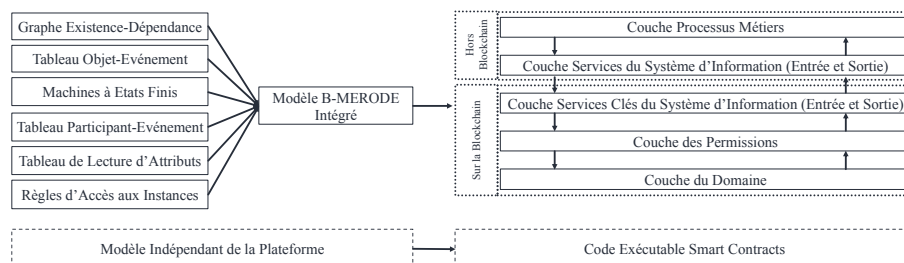 Graphe Existence-Dépendance
Tableau Objet-Evénement
Machines à Etats Finis
Tableau Participant-Evénement
Tableau de Lecture d'Attributs
Règles d'Accès aux Instances
Modèle B-MERODE
Intégré
Hors
Blockchain
Couche Processus Métiers
Couche Services du Système d'Information (Entrée et Sortie)
Sur la Blockchain
Couche Services Clés du Système d'Information (Entrée et Sortie)
Couche des Permissions
Couche du Domaine
Modèle Indépendant de la Plateforme
Code Exécutable Smart Contracts